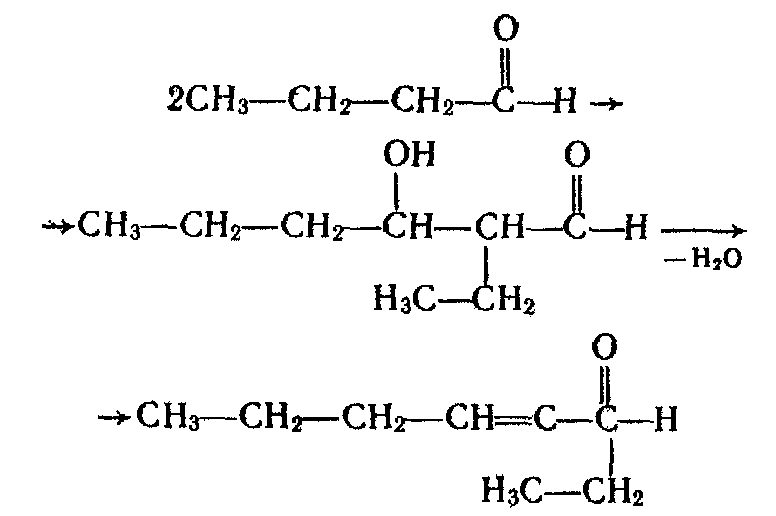 O
2CH₃—CH₂—CH₂—C—H →
OH O
→ CH₃—CH₂—CH₂—CH—CH—C—H →
—H₂O
H₃C—CH₂
O
→ CH₃—CH₂—CH₂—CH=C—C—H
H₃C—CH₂